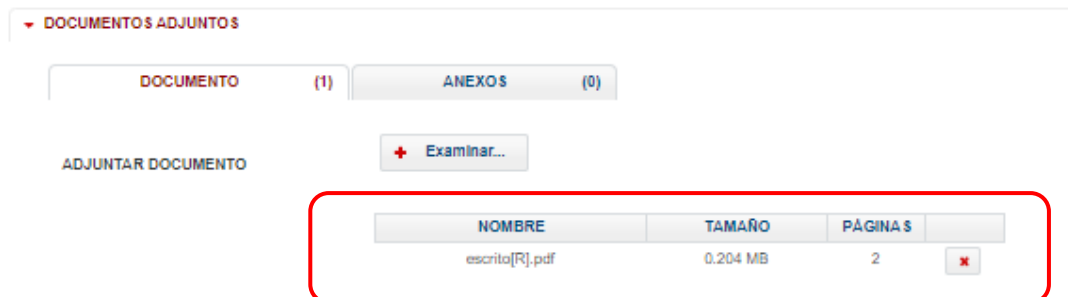 DOCUMENTOS ADJUNTOS
DOCUMENTO (1) ANEXOS (0)
ADJUNTAR DOCUMENTO Examinar...
NOMBRE TAMAÑO PÁGINAS
escrito[R].pdf 0.204 MB 2